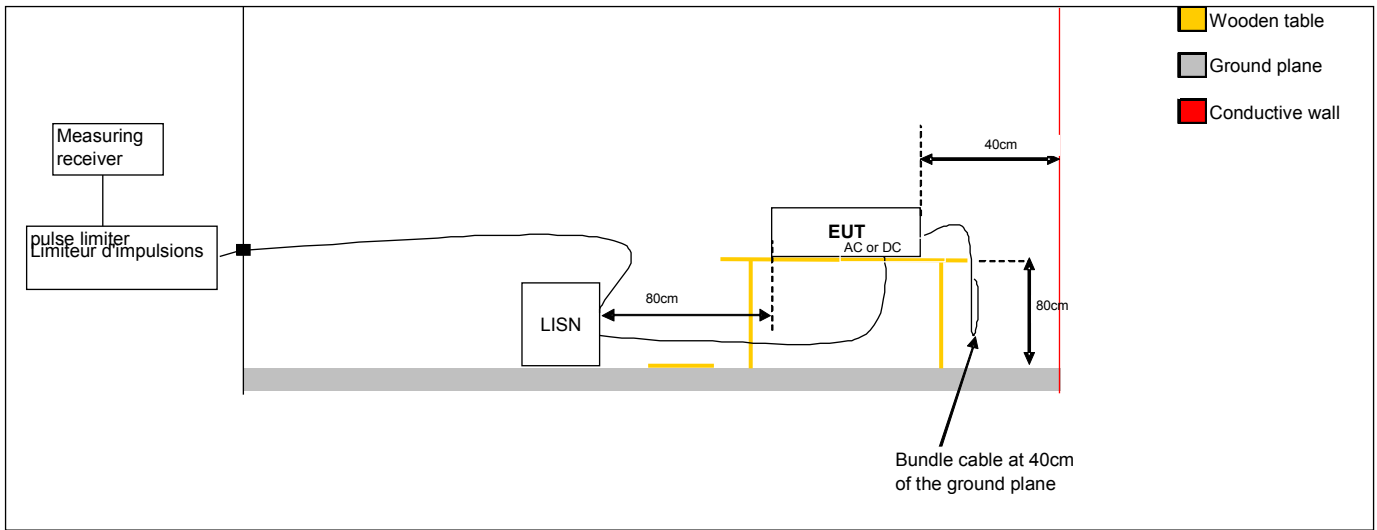 Wooden table
Ground plane
Conductive wall
Measuring
receiver
40cm
pulse limiter
Limiteur d'impulsions
EUT
AC or DC
80cm
80cm
LISN
Bundle cable at 40cm
of the ground plane